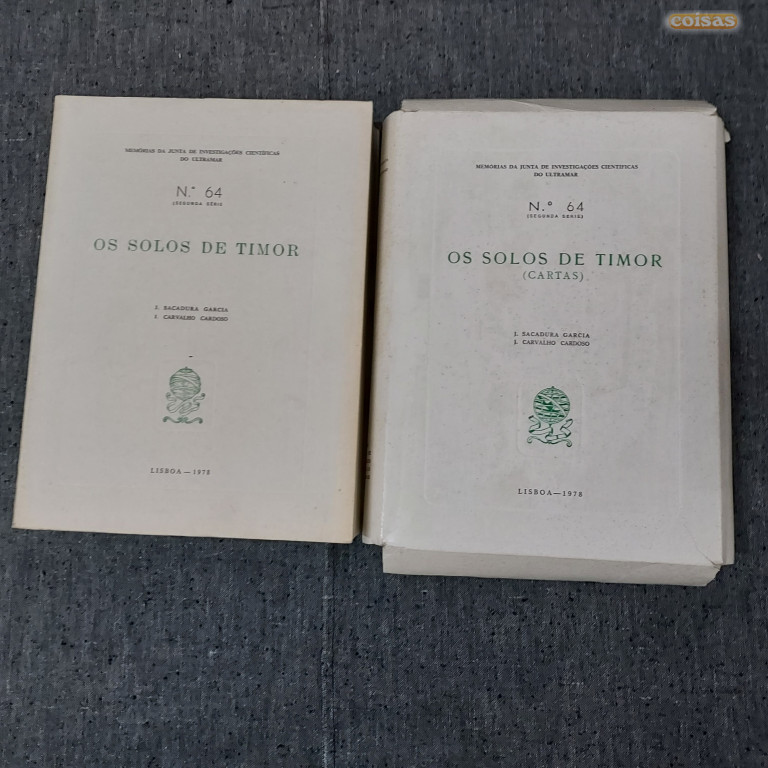 coisas
MEMÓRIAS DA JUNTA DE INVESTIGAÇÕES CIENTÍFICAS
DO ULTRAMAR
N.º 64
(SEGUNDA SÉRIE)
OS SOLOS DE TIMOR
J. SACADURA GARCIA
J. CARVALHO CARDOSO
LISBOA — 1978
MEMÓRIAS DA JUNTA DE INVESTIGAÇÕES CIENTÍFICAS
DO ULTRAMAR
N.º 64
(SEGUNDA SÉRIE)
OS SOLOS DE TIMOR
(CARTAS)
J. SACADURA GARCIA
J. CARVALHO CARDOSO
LISBOA — 1978